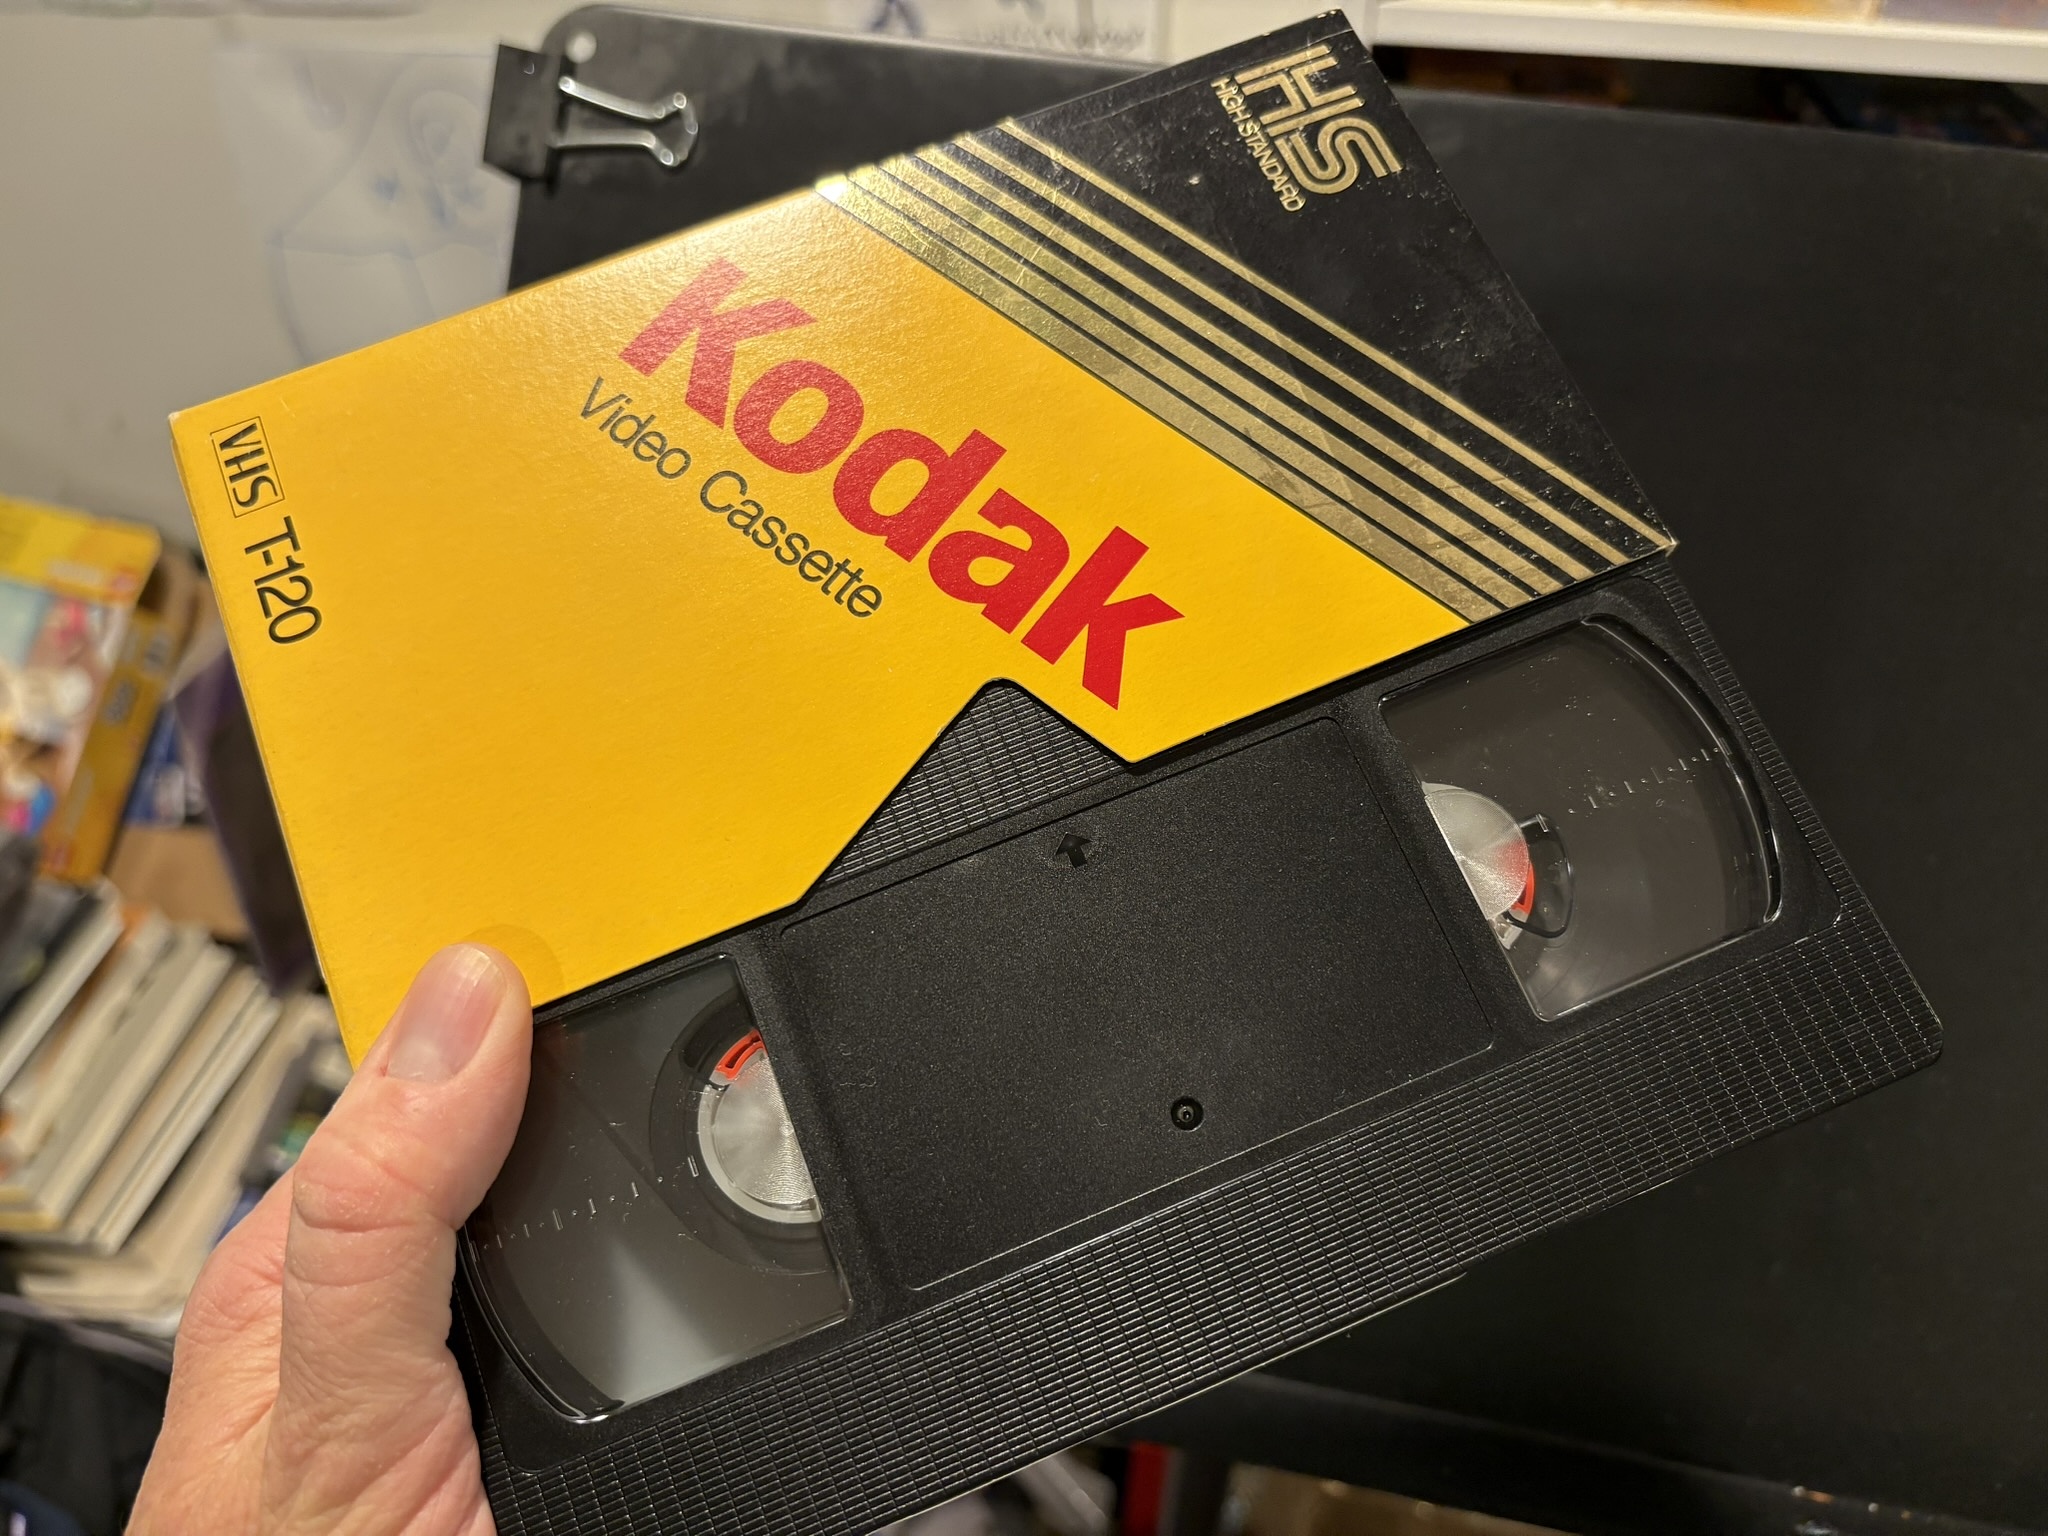 HS
HIGH STANDARD
Kodak
Video Cassette
VHS T-120